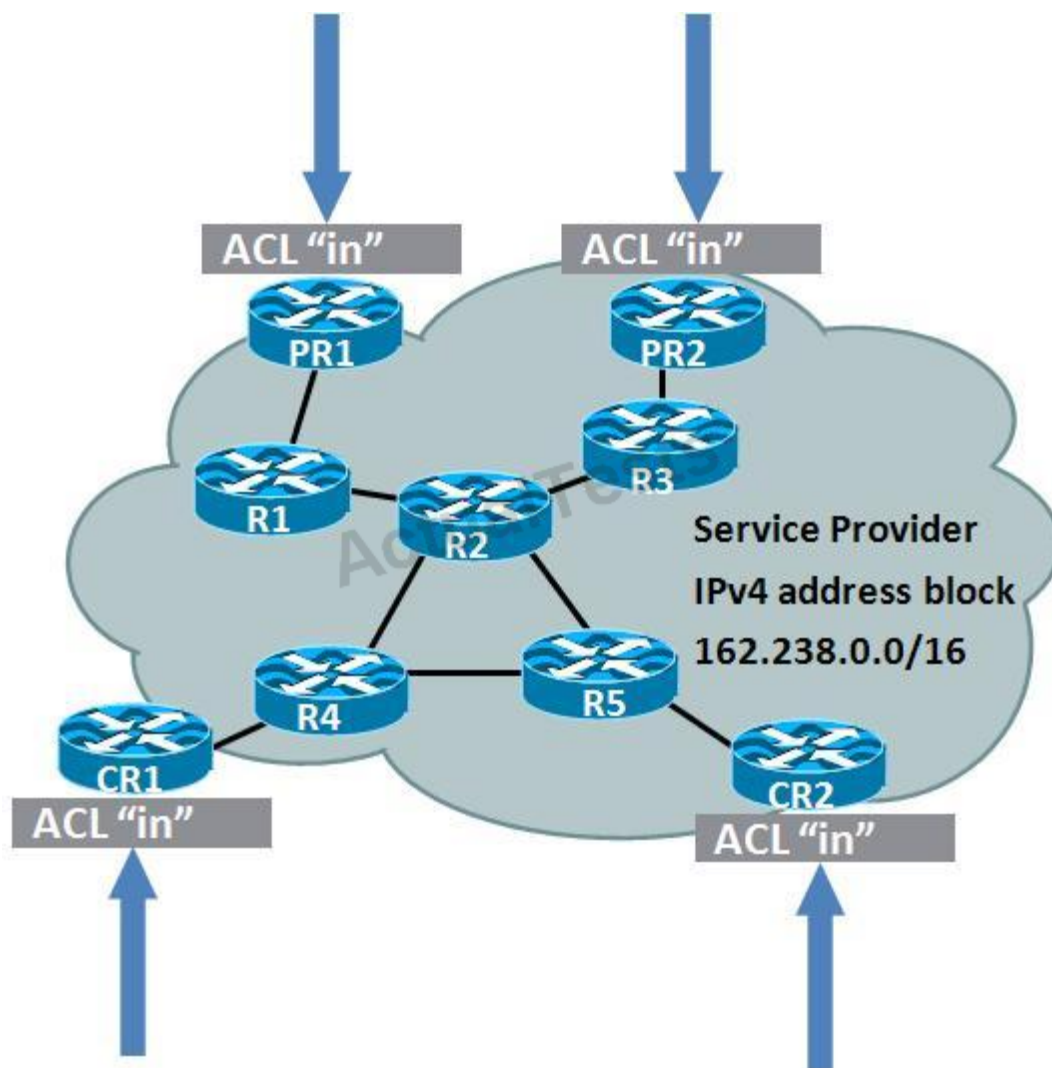 ACL “in”
ACL “in”
PR1
PR2
R3
R1
R2
Service Provider
IPv4 address block
162.238.0.0/16
R4
R5
CR1
CR2
ACL “in”
ACL “in”